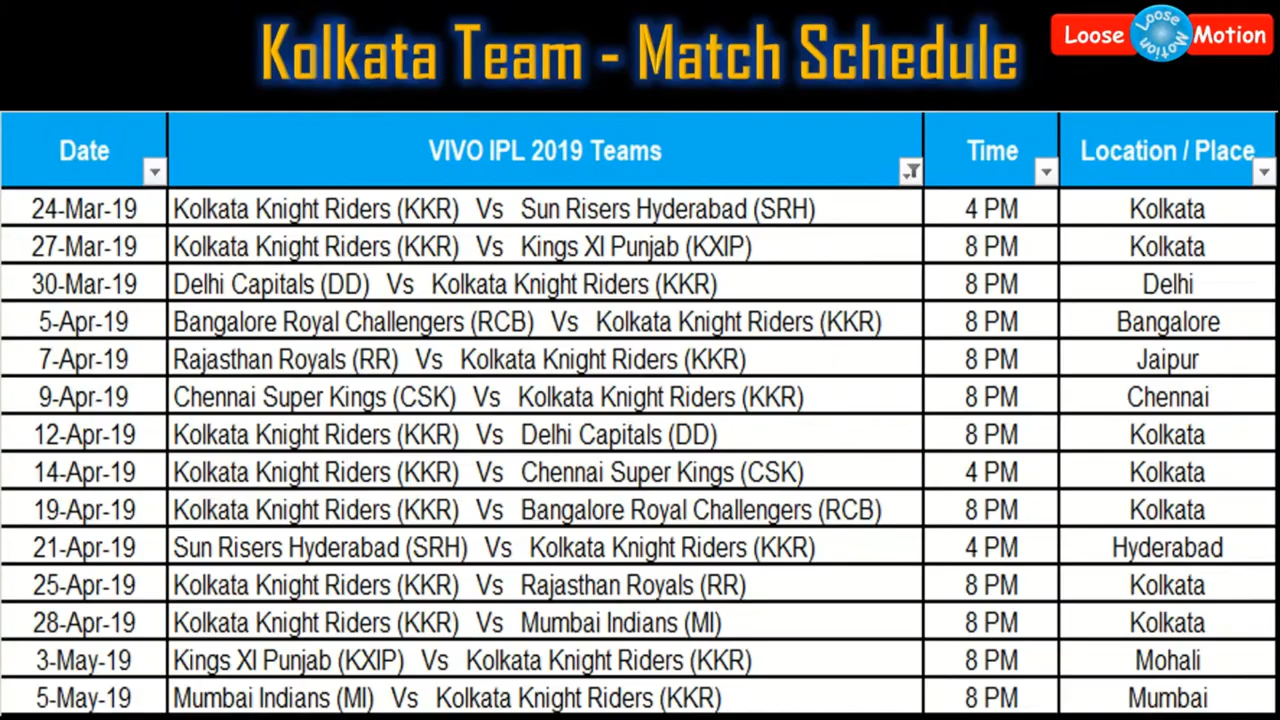 Kolkata Team - Match Schedule
Loose Loose Motion Motion
Date VIVO IPL 2019 Teams Time Location / Place
24-Mar-19 Kolkata Knight Riders (KKR) Vs Sun Risers Hyderabad (SRH) 4 PM Kolkata
27-Mar-19 Kolkata Knight Riders (KKR) Vs Kings XI Punjab (KXIP) 8 PM Kolkata
30-Mar-19 Delhi Capitals (DD) Vs Kolkata Knight Riders (KKR) 8 PM Delhi
5-Apr-19 Bangalore Royal Challengers (RCB) Vs Kolkata Knight Riders (KKR) 8 PM Bangalore
7-Apr-19 Rajasthan Royals (RR) Vs Kolkata Knight Riders (KKR) 8 PM Jaipur
9-Apr-19 Chennai Super Kings (CSK) Vs Kolkata Knight Riders (KKR) 8 PM Chennai
12-Apr-19 Kolkata Knight Riders (KKR) Vs Delhi Capitals (DD) 8 PM Kolkata
14-Apr-19 Kolkata Knight Riders (KKR) Vs Chennai Super Kings (CSK) 4 PM Kolkata
19-Apr-19 Kolkata Knight Riders (KKR) Vs Bangalore Royal Challengers (RCB) 8 PM Kolkata
21-Apr-19 Sun Risers Hyderabad (SRH) Vs Kolkata Knight Riders (KKR) 4 PM Hyderabad
25-Apr-19 Kolkata Knight Riders (KKR) Vs Rajasthan Royals (RR) 8 PM Kolkata
28-Apr-19 Kolkata Knight Riders (KKR) Vs Mumbai Indians (MI) 8 PM Kolkata
3-May-19 Kings XI Punjab (KXIP) Vs Kolkata Knight Riders (KKR) 8 PM Mohali
5-May-19 Mumbai Indians (MI) Vs Kolkata Knight Riders (KKR) 8 PM Mumbai